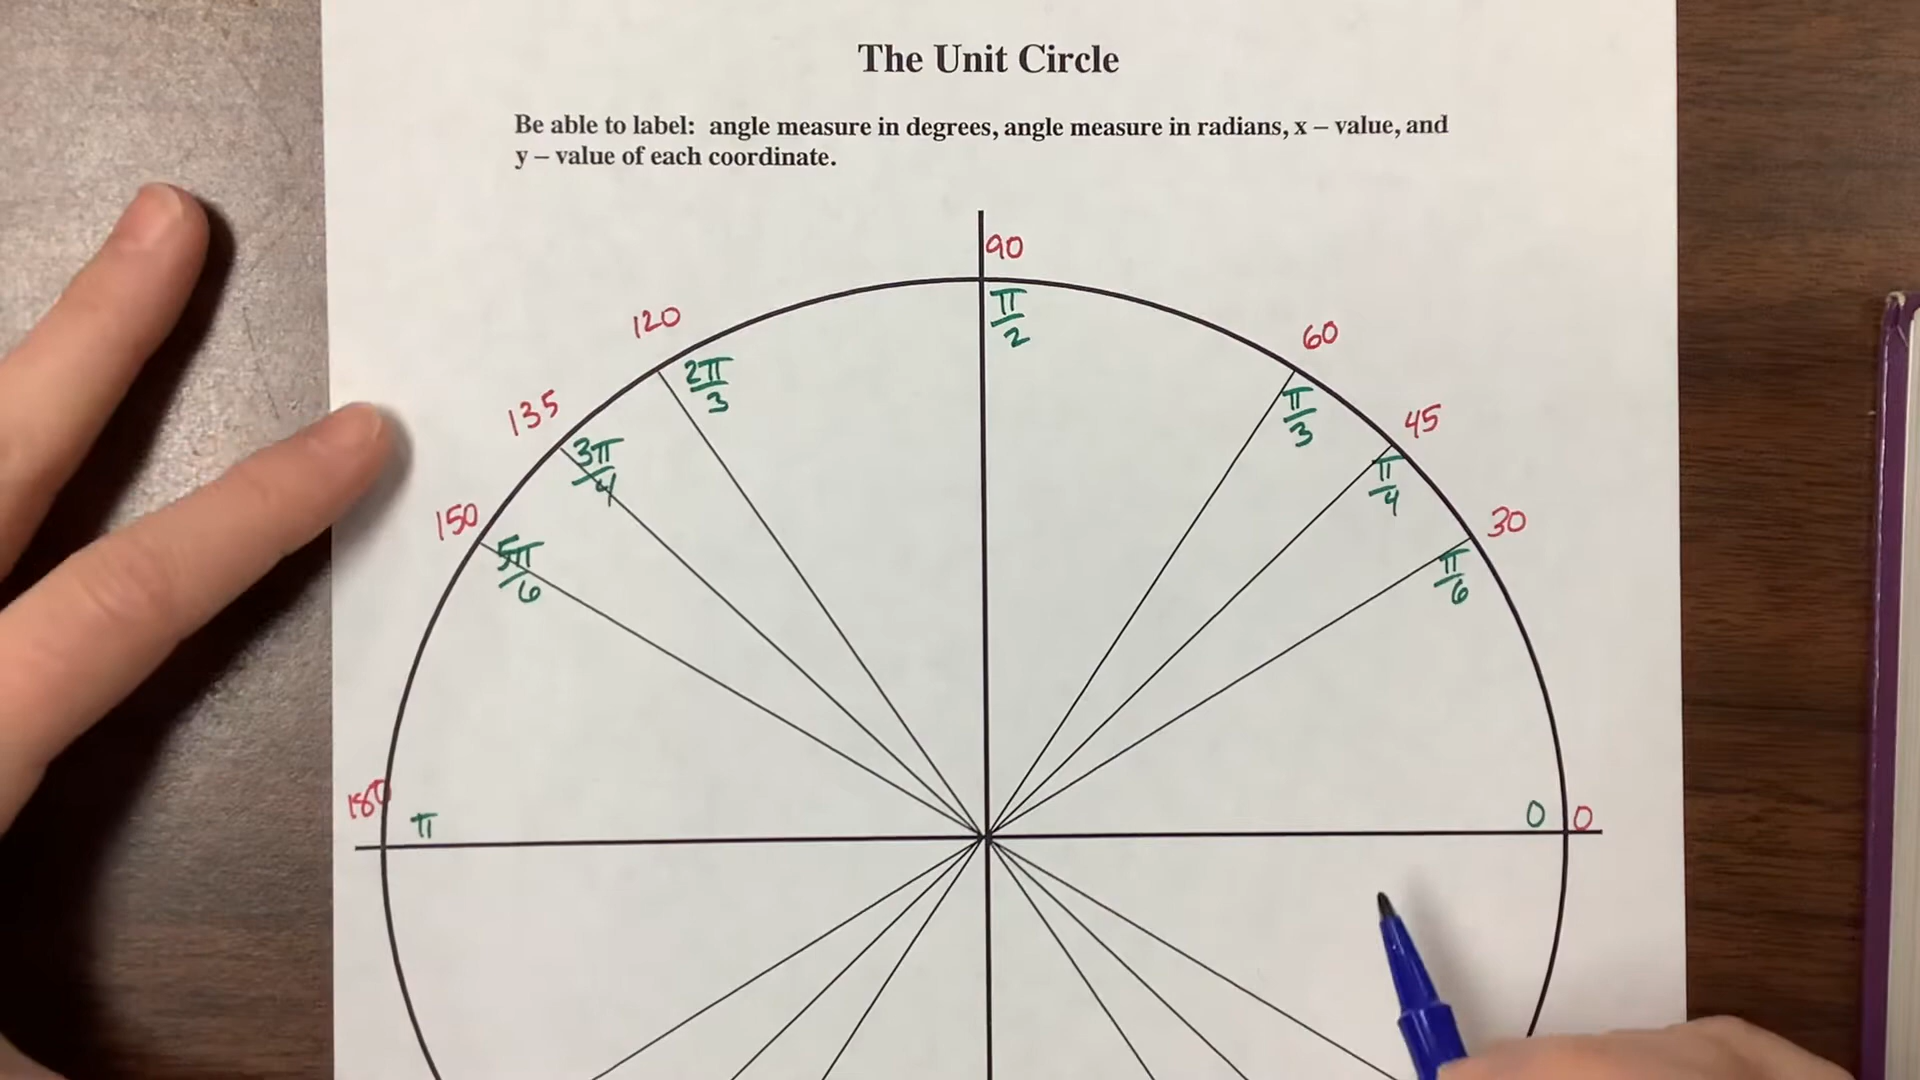 The Unit Circle
Be able to label: angle measure in degrees, angle measure in radians, x – value, and
y – value of each coordinate.
90
π/2
120
2π/3
60
π/3
135
3π/4
45
π/4
150
5π/6
30
π/6
180
π
0
0